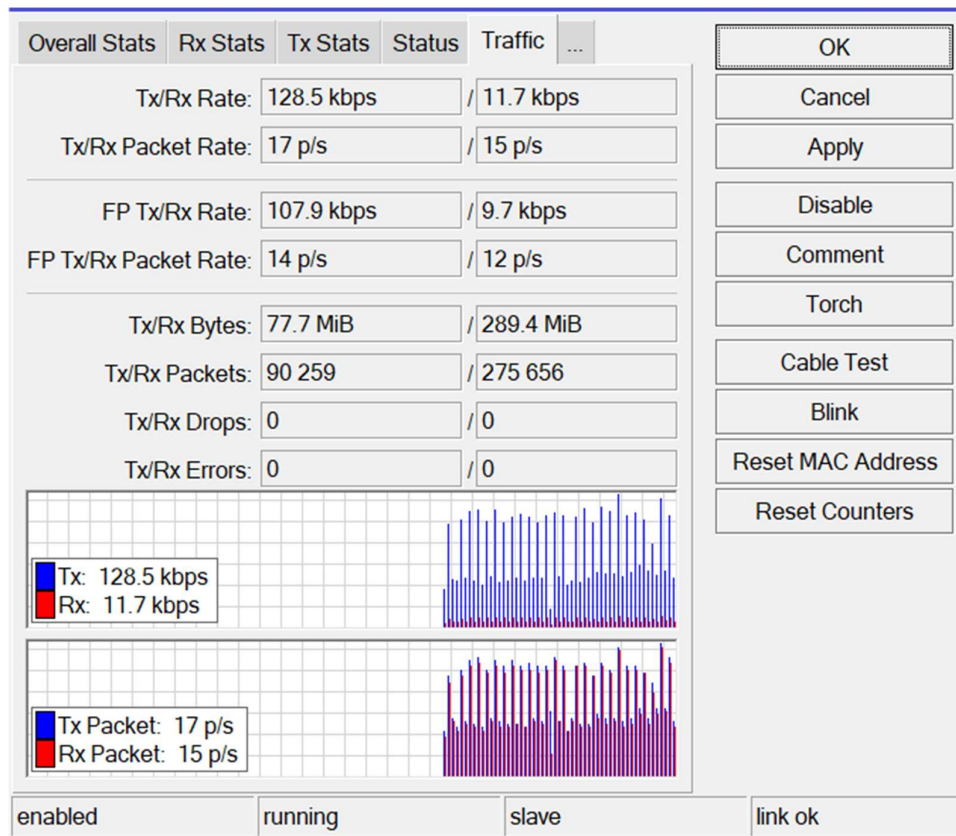 Overall Stats Rx Stats Tx Stats Status Traffic ...
Tx/Rx Rate: 128.5 kbps / 11.7 kbps
Tx/Rx Packet Rate: 17 p/s / 15 p/s
FP Tx/Rx Rate: 107.9 kbps / 9.7 kbps
FP Tx/Rx Packet Rate: 14 p/s / 12 p/s
Tx/Rx Bytes: 77.7 MiB / 289.4 MiB
Tx/Rx Packets: 90 259 / 275 656
Tx/Rx Drops: 0 / 0
Tx/Rx Errors: 0 / 0
Tx: 128.5 kbps
Rx: 11.7 kbps
Tx Packet: 17 p/s
Rx Packet: 15 p/s
OK
Cancel
Apply
Disable
Comment
Torch
Cable Test
Blink
Reset MAC Address
Reset Counters
enabled running slave link ok